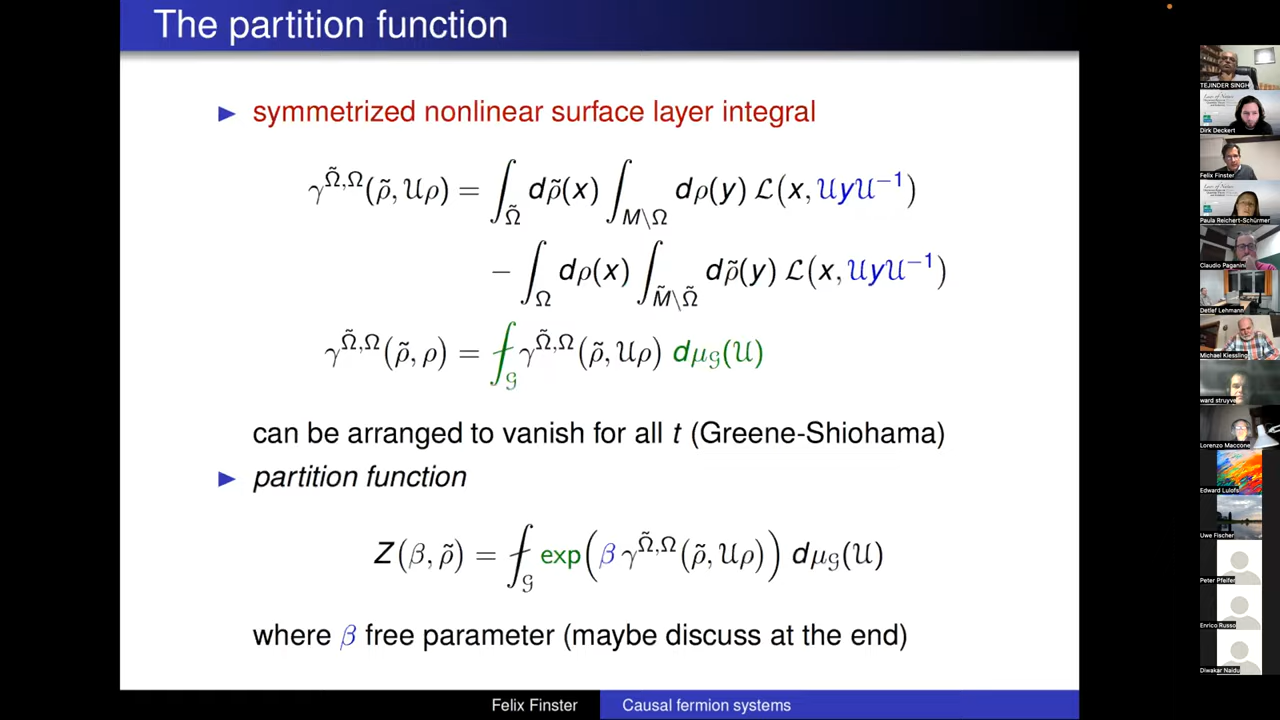 The partition function
▶ symmetrized nonlinear surface layer integral
γ^{Ω̃,Ω}(ρ̃, 𝒰ρ) = ∫_{Ω̃} dρ̃(x) ∫_{M∖Ω} dρ(y) ℒ(x, 𝒰y𝒰⁻¹)
− ∫_Ω dρ(x) ∫_{M̃∖Ω̃} dρ̃(y) ℒ(x, 𝒰y𝒰⁻¹)
γ^{Ω̃,Ω}(ρ̃, ρ) = ⨍_𝒢 γ^{Ω̃,Ω}(ρ̃, 𝒰ρ) dμ_𝒢(𝒰)
can be arranged to vanish for all t (Greene-Shiohama)
▶ partition function
Z(β, ρ̃) = ⨍_𝒢 exp(β γ^{Ω̃,Ω}(ρ̃, 𝒰ρ)) dμ_𝒢(𝒰)
where β free parameter (maybe discuss at the end)
Felix Finster Causal fermion systems
TEJINDER SINGH
Dirk Deckert
Felix Finster
Paula Reichert-Schürmer
Claudio Paganini
Detlef Lehmann
Michael Kiessling
ward struyve
Lorenzo Maccone
Edward Lulofs
Uwe Fischer
Peter Pfeifer
Enrico Russo
Diwakar Naidu